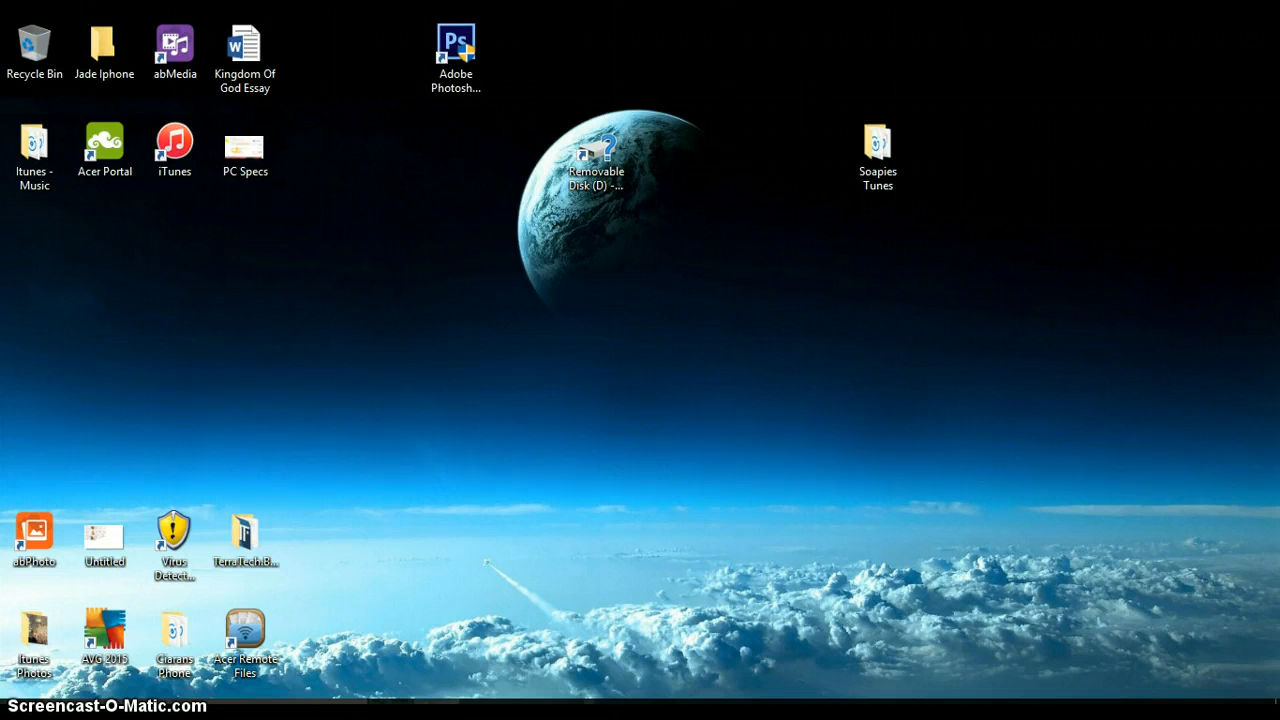 Recycle Bin
Jade Iphone
abMedia
Kingdom Of
God Essay
Ps
Adobe
Photosh...
W
Itunes -
Music
Acer Portal
iTunes
PC Specs
?
Removable
Disk (D) -...
Soapies
Tunes
abPhoto
Untitled
Virus
Detect...
TerraTech.B...
Itunes
Photos
AVG 2015
Ciarans
Phone
Acer Remote
Files
Screencast-O-Matic.com